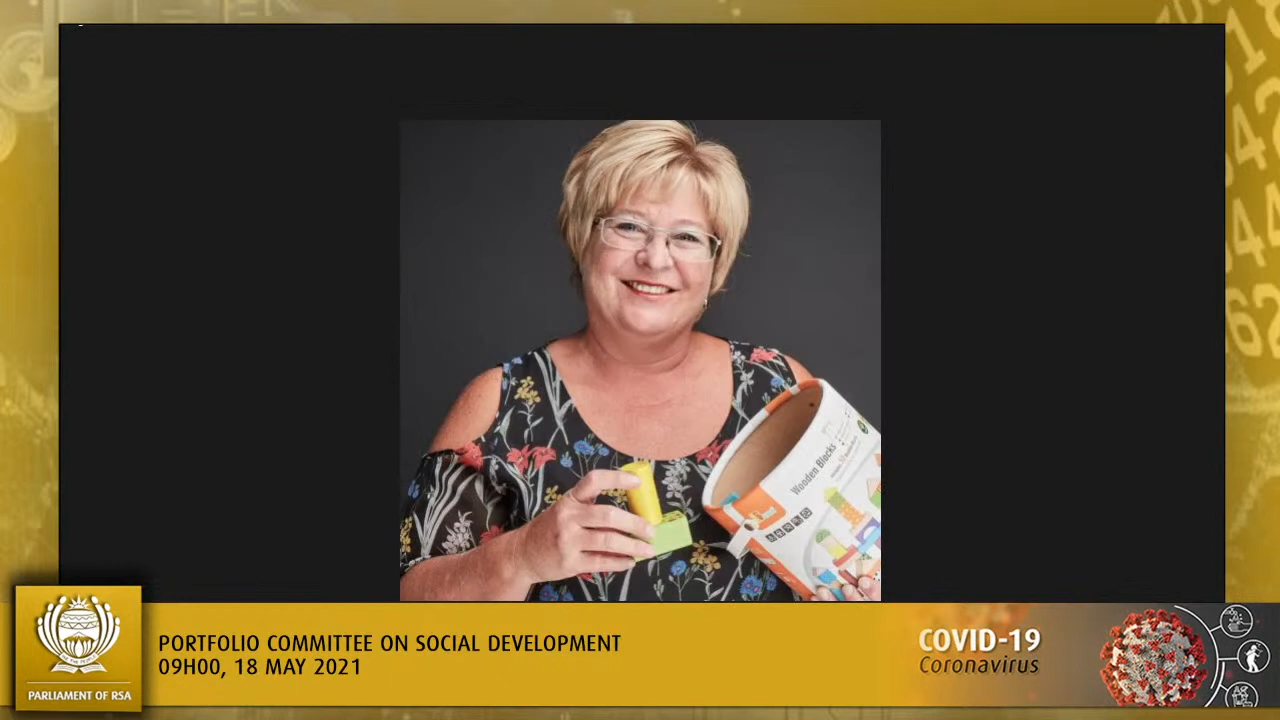 Wooden Blocks
PORTFOLIO COMMITTEE ON SOCIAL DEVELOPMENT
09H00, 18 MAY 2021
PARLIAMENT OF RSA
COVID-19
Coronavirus